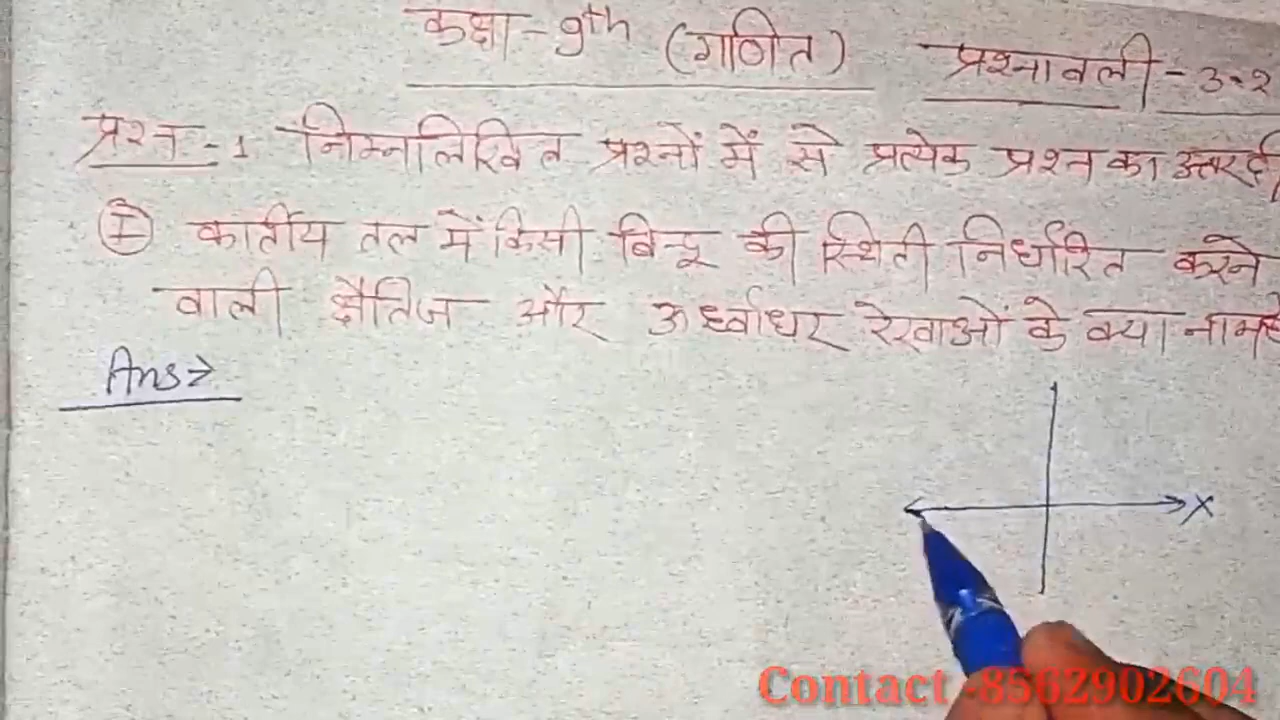 कक्षा - 9th (गणित) प्रश्नावली - 3.2
प्रश्न - 1 निम्नलिखित प्रश्नों में से प्रत्येक प्रश्न का उत्तर
(I) कार्तीय तल में किसी बिन्दू की स्थिती निर्धारित करने
वाली क्षैतिज और ऊर्ध्वाधर रेखाओं के क्या नाम
Ans →
X
Contact -8562902604